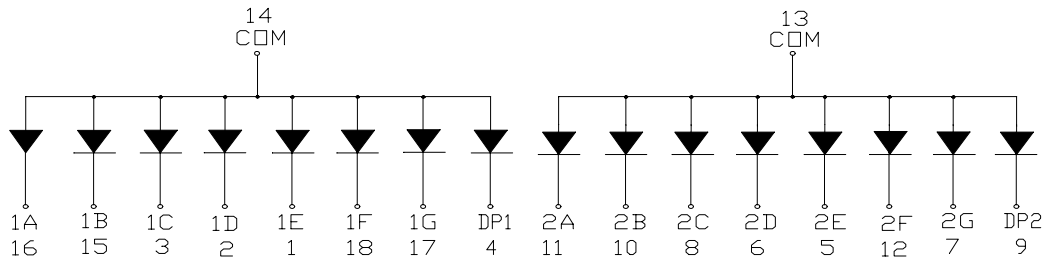 14
COM
13
COM
1A 1B 1C 1D 1E 1F 1G DP1 2A 2B 2C 2D 2E 2F 2G DP2
16 15 3 2 1 18 17 4 11 10 8 6 5 12 7 9